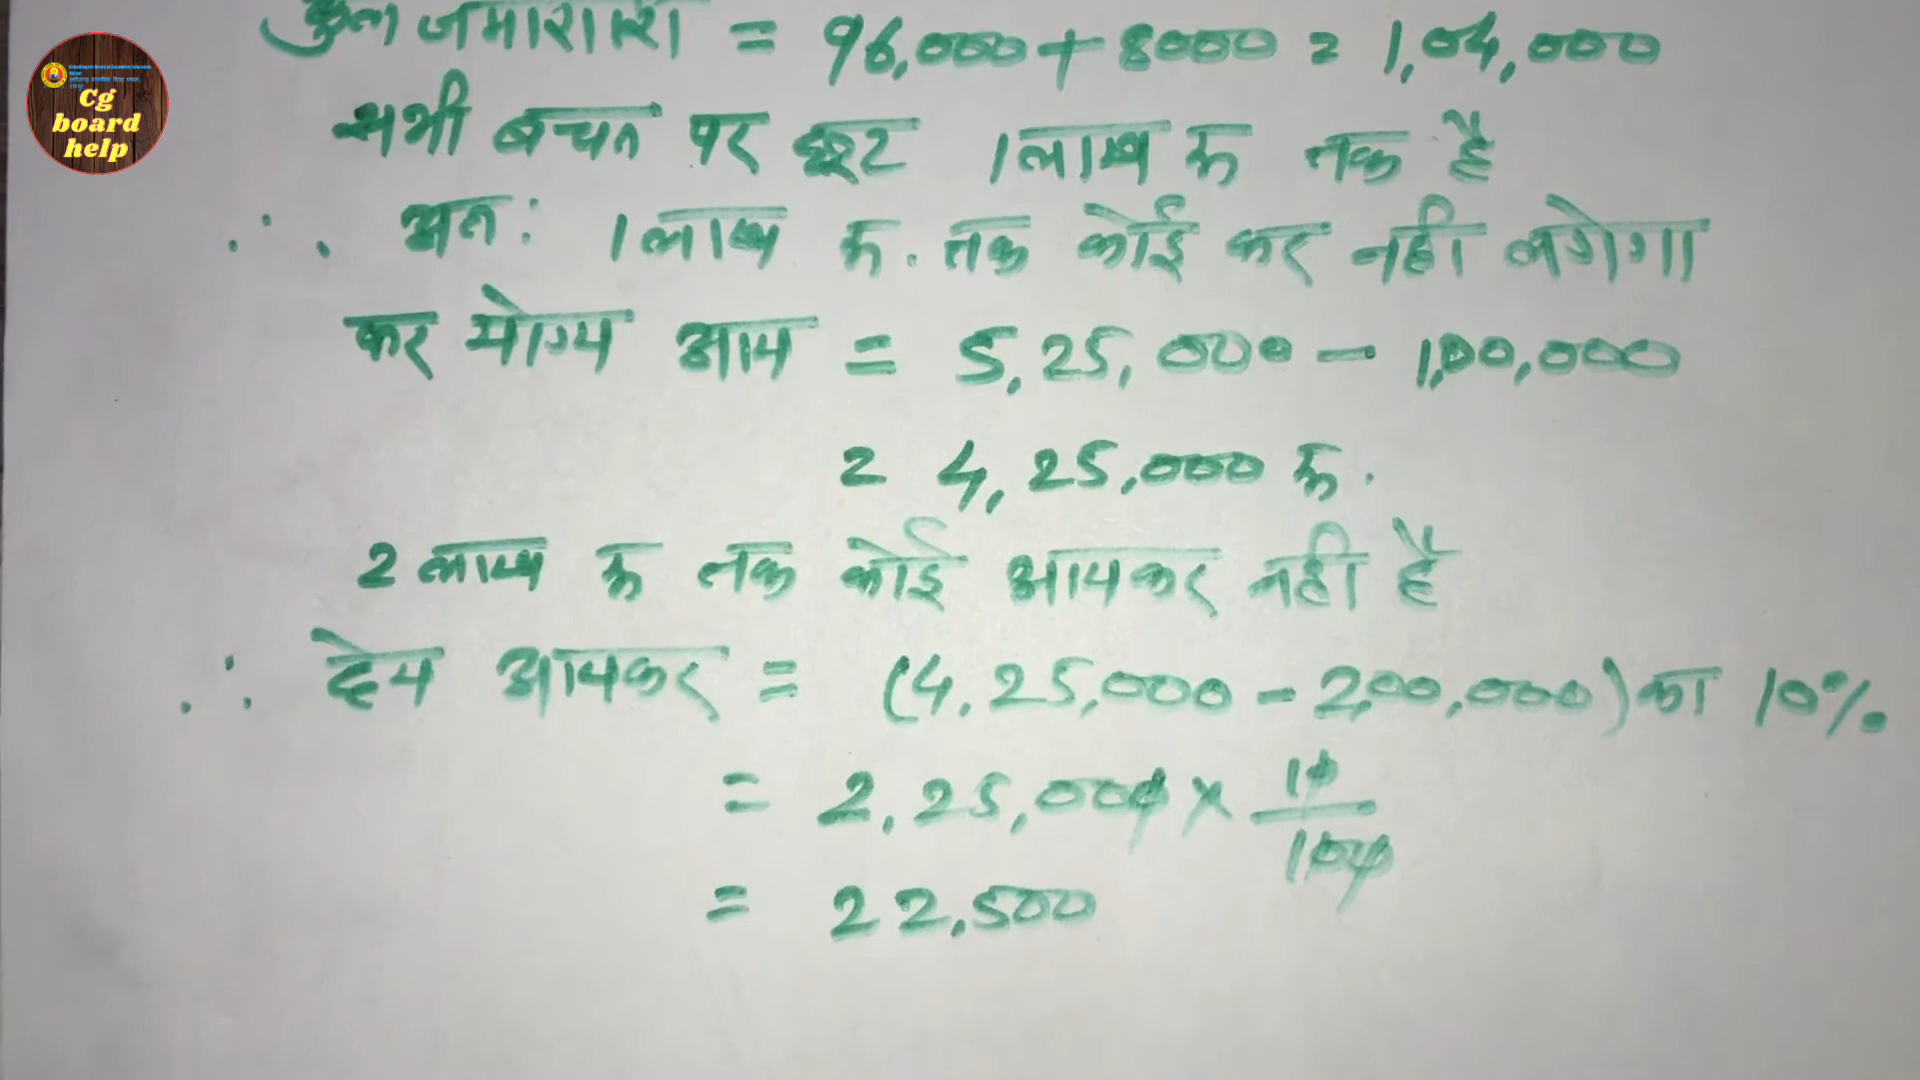 कुल जमाराशि = 96,000 + 8000 = 1,04,000
सभी बचत पर छूट 1 लाख रू तक है
∴ अतः 1 लाख रू. तक कोई कर नही लगेगा
कर योग्य आय = 5,25,000 - 1,00,000
= 4,25,000 रू.
2 लाख रू तक कोई आयकर नही है
∴ देय आयकर = (4,25,000 - 2,00,000) का 10%
= 2,25,000 × 10/100
= 22,500
Cg
board
help